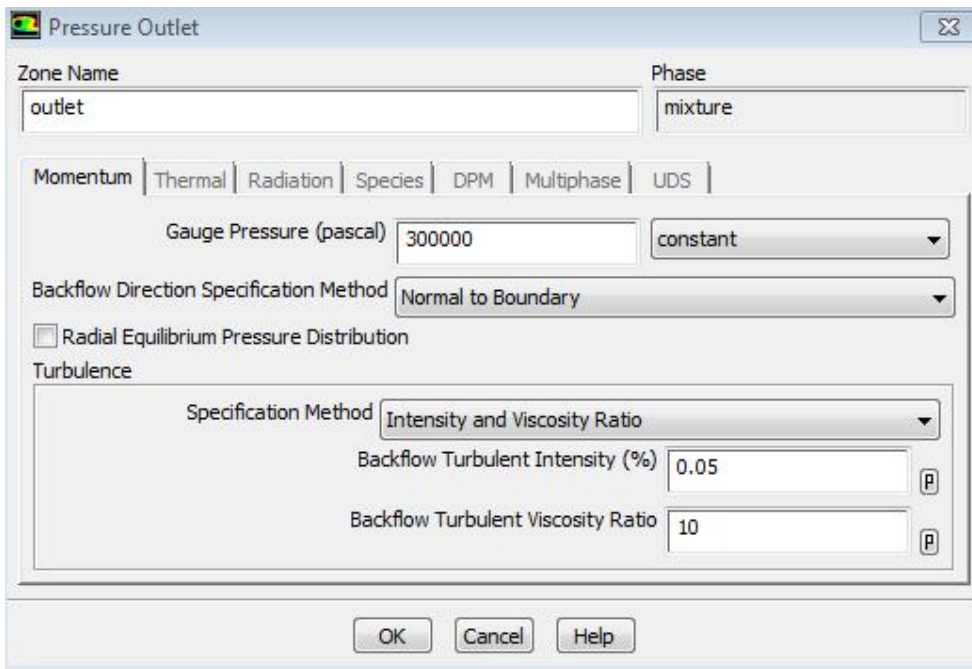 Pressure Outlet
Zone Name Phase
outlet mixture
Momentum Thermal Radiation Species DPM Multiphase UDS
Gauge Pressure (pascal) 300000 constant
Backflow Direction Specification Method Normal to Boundary
Radial Equilibrium Pressure Distribution
Turbulence
Specification Method Intensity and Viscosity Ratio
Backflow Turbulent Intensity (%) 0.05 P
Backflow Turbulent Viscosity Ratio 10 P
OK Cancel Help